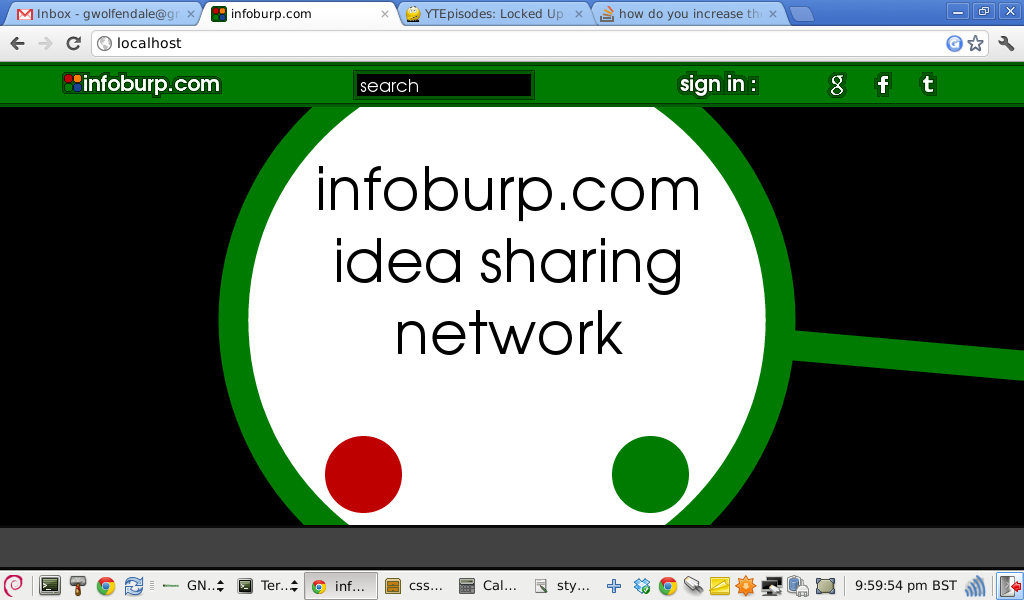 Inbox - gwolfendale@gr
infoburp.com
YTEpisodes: Locked Up
how do you increase the
localhost
infoburp.com
search
sign in :
g
f
t
infoburp.com
idea sharing
network
GN...
Ter...
inf...
css...
Cal...
sty...
9:59:54 pm BST